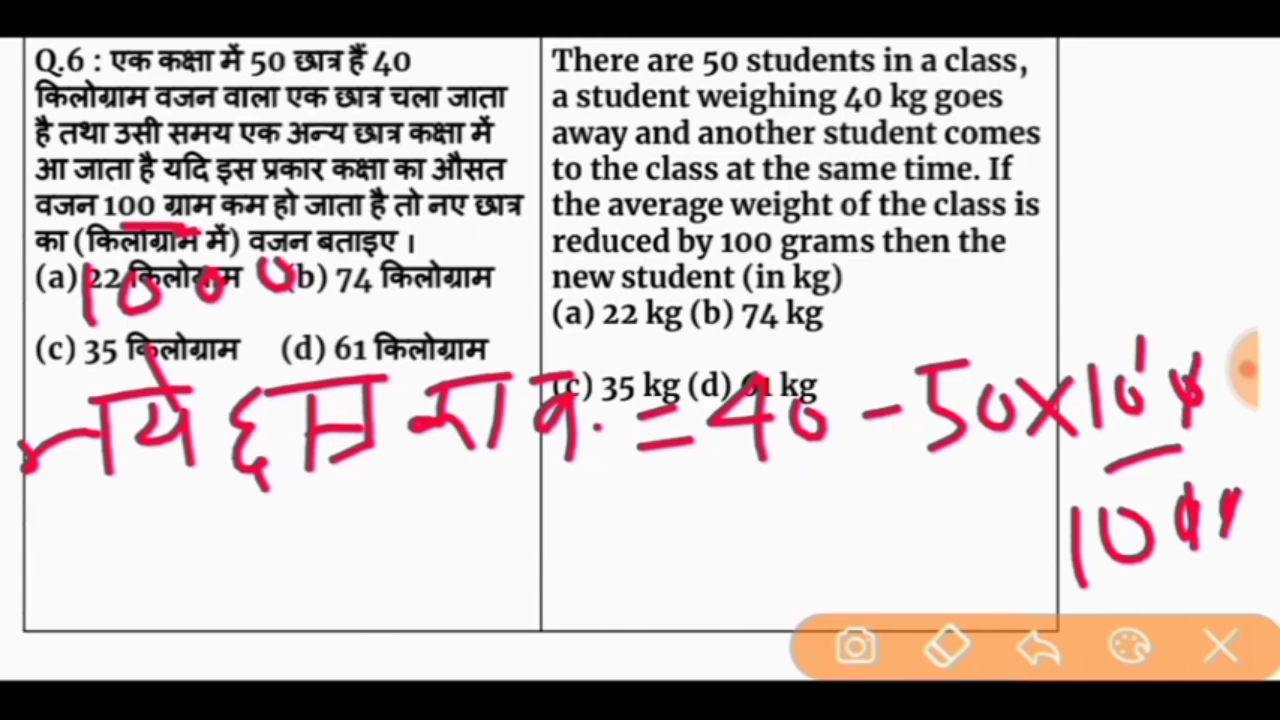 Q.6 : एक कक्षा में 50 छात्र हैं 40
किलोग्राम वजन वाला एक छात्र चला जाता
है तथा उसी समय एक अन्य छात्र कक्षा में
आ जाता है यदि इस प्रकार कक्षा का औसत
वजन 100 ग्राम कम हो जाता है तो नए छात्र
का (किलोग्राम में) वजन बताइए ।
(a) 22 किलोग्राम (b) 74 किलोग्राम
1000
(c) 35 किलोग्राम (d) 61 किलोग्राम
There are 50 students in a class,
a student weighing 40 kg goes
away and another student comes
to the class at the same time. If
the average weight of the class is
reduced by 100 grams then the
new student (in kg)
(a) 22 kg (b) 74 kg
(c) 35 kg (d) 61 kg
नये छात्र का व. = 40 - 50 × 100
1000